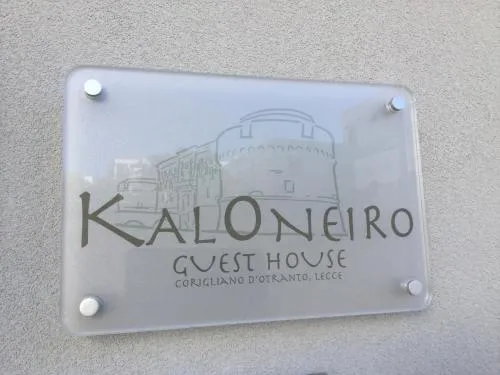 KALONEIRO
GUEST HOUSE
CORIGLIANO D'OTRANTO, LECCE